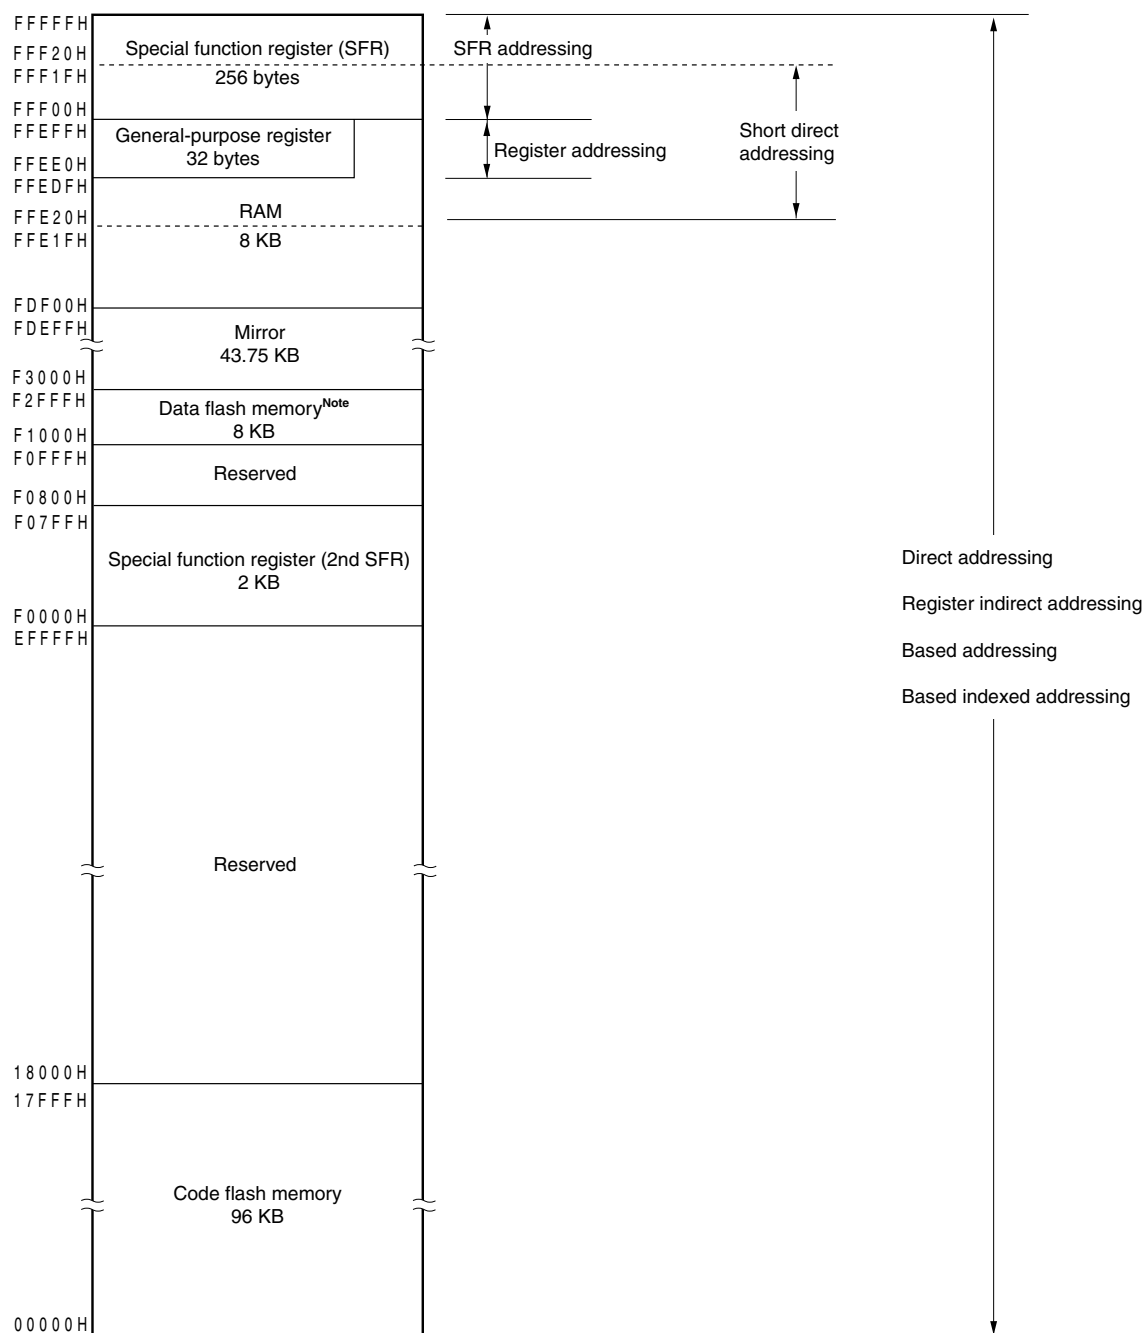 FFFFFH
FFF20H
FFF1FH
FFF00H
FFEFFH
FFEE0H
FFEDFH
FFE20H
FFE1FH
FDF00H
FDEFFH
F3000H
F2FFFH
F1000H
F0FFFH
F0800H
F07FFH
F0000H
EFFFFH
18000H
17FFFH
00000H
Special function register (SFR)
256 bytes
General-purpose register
32 bytes
RAM
8 KB
Mirror
43.75 KB
Data flash memoryNote
8 KB
Reserved
Special function register (2nd SFR)
2 KB
Reserved
Code flash memory
96 KB
SFR addressing
Register addressing
Short direct
addressing
Direct addressing
Register indirect addressing
Based addressing
Based indexed addressing